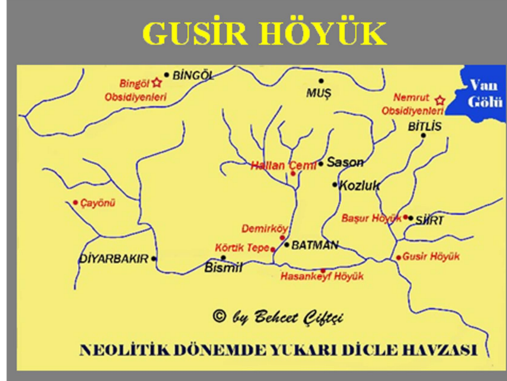 GUSİR HÖYÜK
BİNGÖL
Bingöl
Obsidiyenleri
MUŞ
Nemrut
Obsidiyenleri
Van
Gölü
BİTLİS
Hallan Çemi
Sason
Kozluk
Çayönü
Başur Höyük
SİİRT
Demirköy
Körtik Tepe
BATMAN
Gusir Höyük
DİYARBAKIR
Bismil
Hasankeyf Höyük
© by Behcet Çiftçi
NEOLİTİK DÖNEMDE YUKARI DİCLE HAVZASI